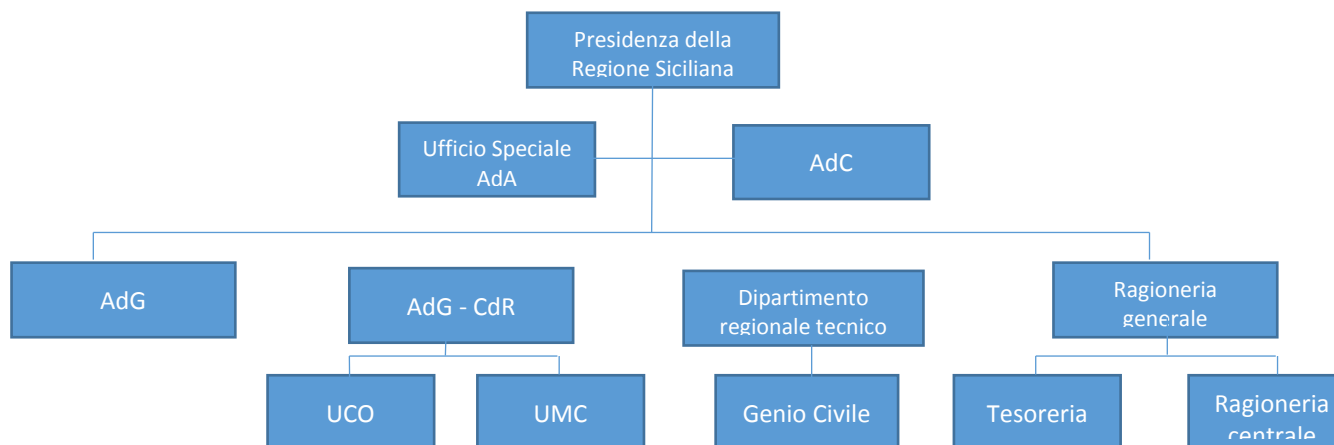 Presidenza della
Regione Siciliana
Ufficio Speciale
AdA
AdC
AdG
AdG - CdR
Dipartimento
regionale tecnico
Ragioneria
generale
UCO
UMC
Genio Civile
Tesoreria
Ragioneria
centrale